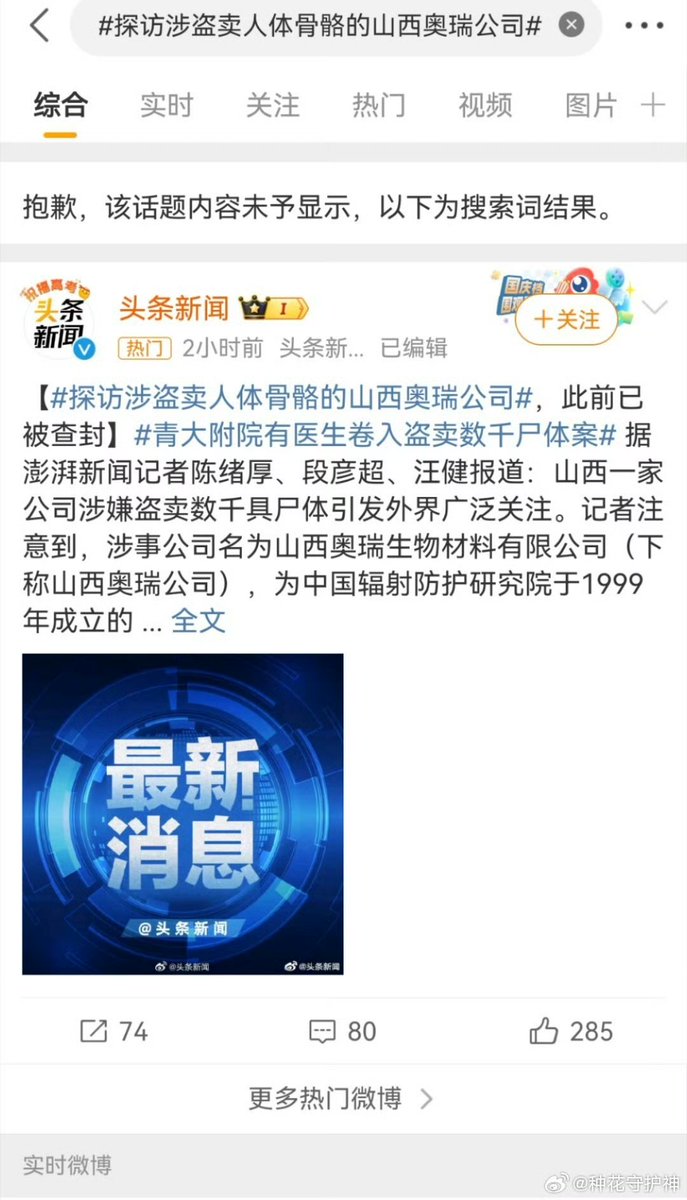 #探访涉盗卖人体骨骼的山西奥瑞公司#
综合 实时 关注 热门 视频 图片
抱歉，该话题内容未予显示，以下为搜索词结果。
祝福高考
头条
新闻
头条新闻 I
国庆档
+关注
热门 2小时前 头条新... 已编辑
【#探访涉盗卖人体骨骼的山西奥瑞公司#，此前已
被查封】#青大附院有医生卷入盗卖数千尸体案# 据
澎湃新闻记者陈绪厚、段彦超、汪健报道：山西一家
公司涉嫌盗卖数千具尸体引发外界广泛关注。记者注
意到，涉事公司名为山西奥瑞生物材料有限公司（下
称山西奥瑞公司），为中国辐射防护研究院于1999
年成立的 ... 全文
最新
消息
@头条新闻
@头条新闻 @头条新闻
74 80 285
更多热门微博
实时微博
@种花守护神